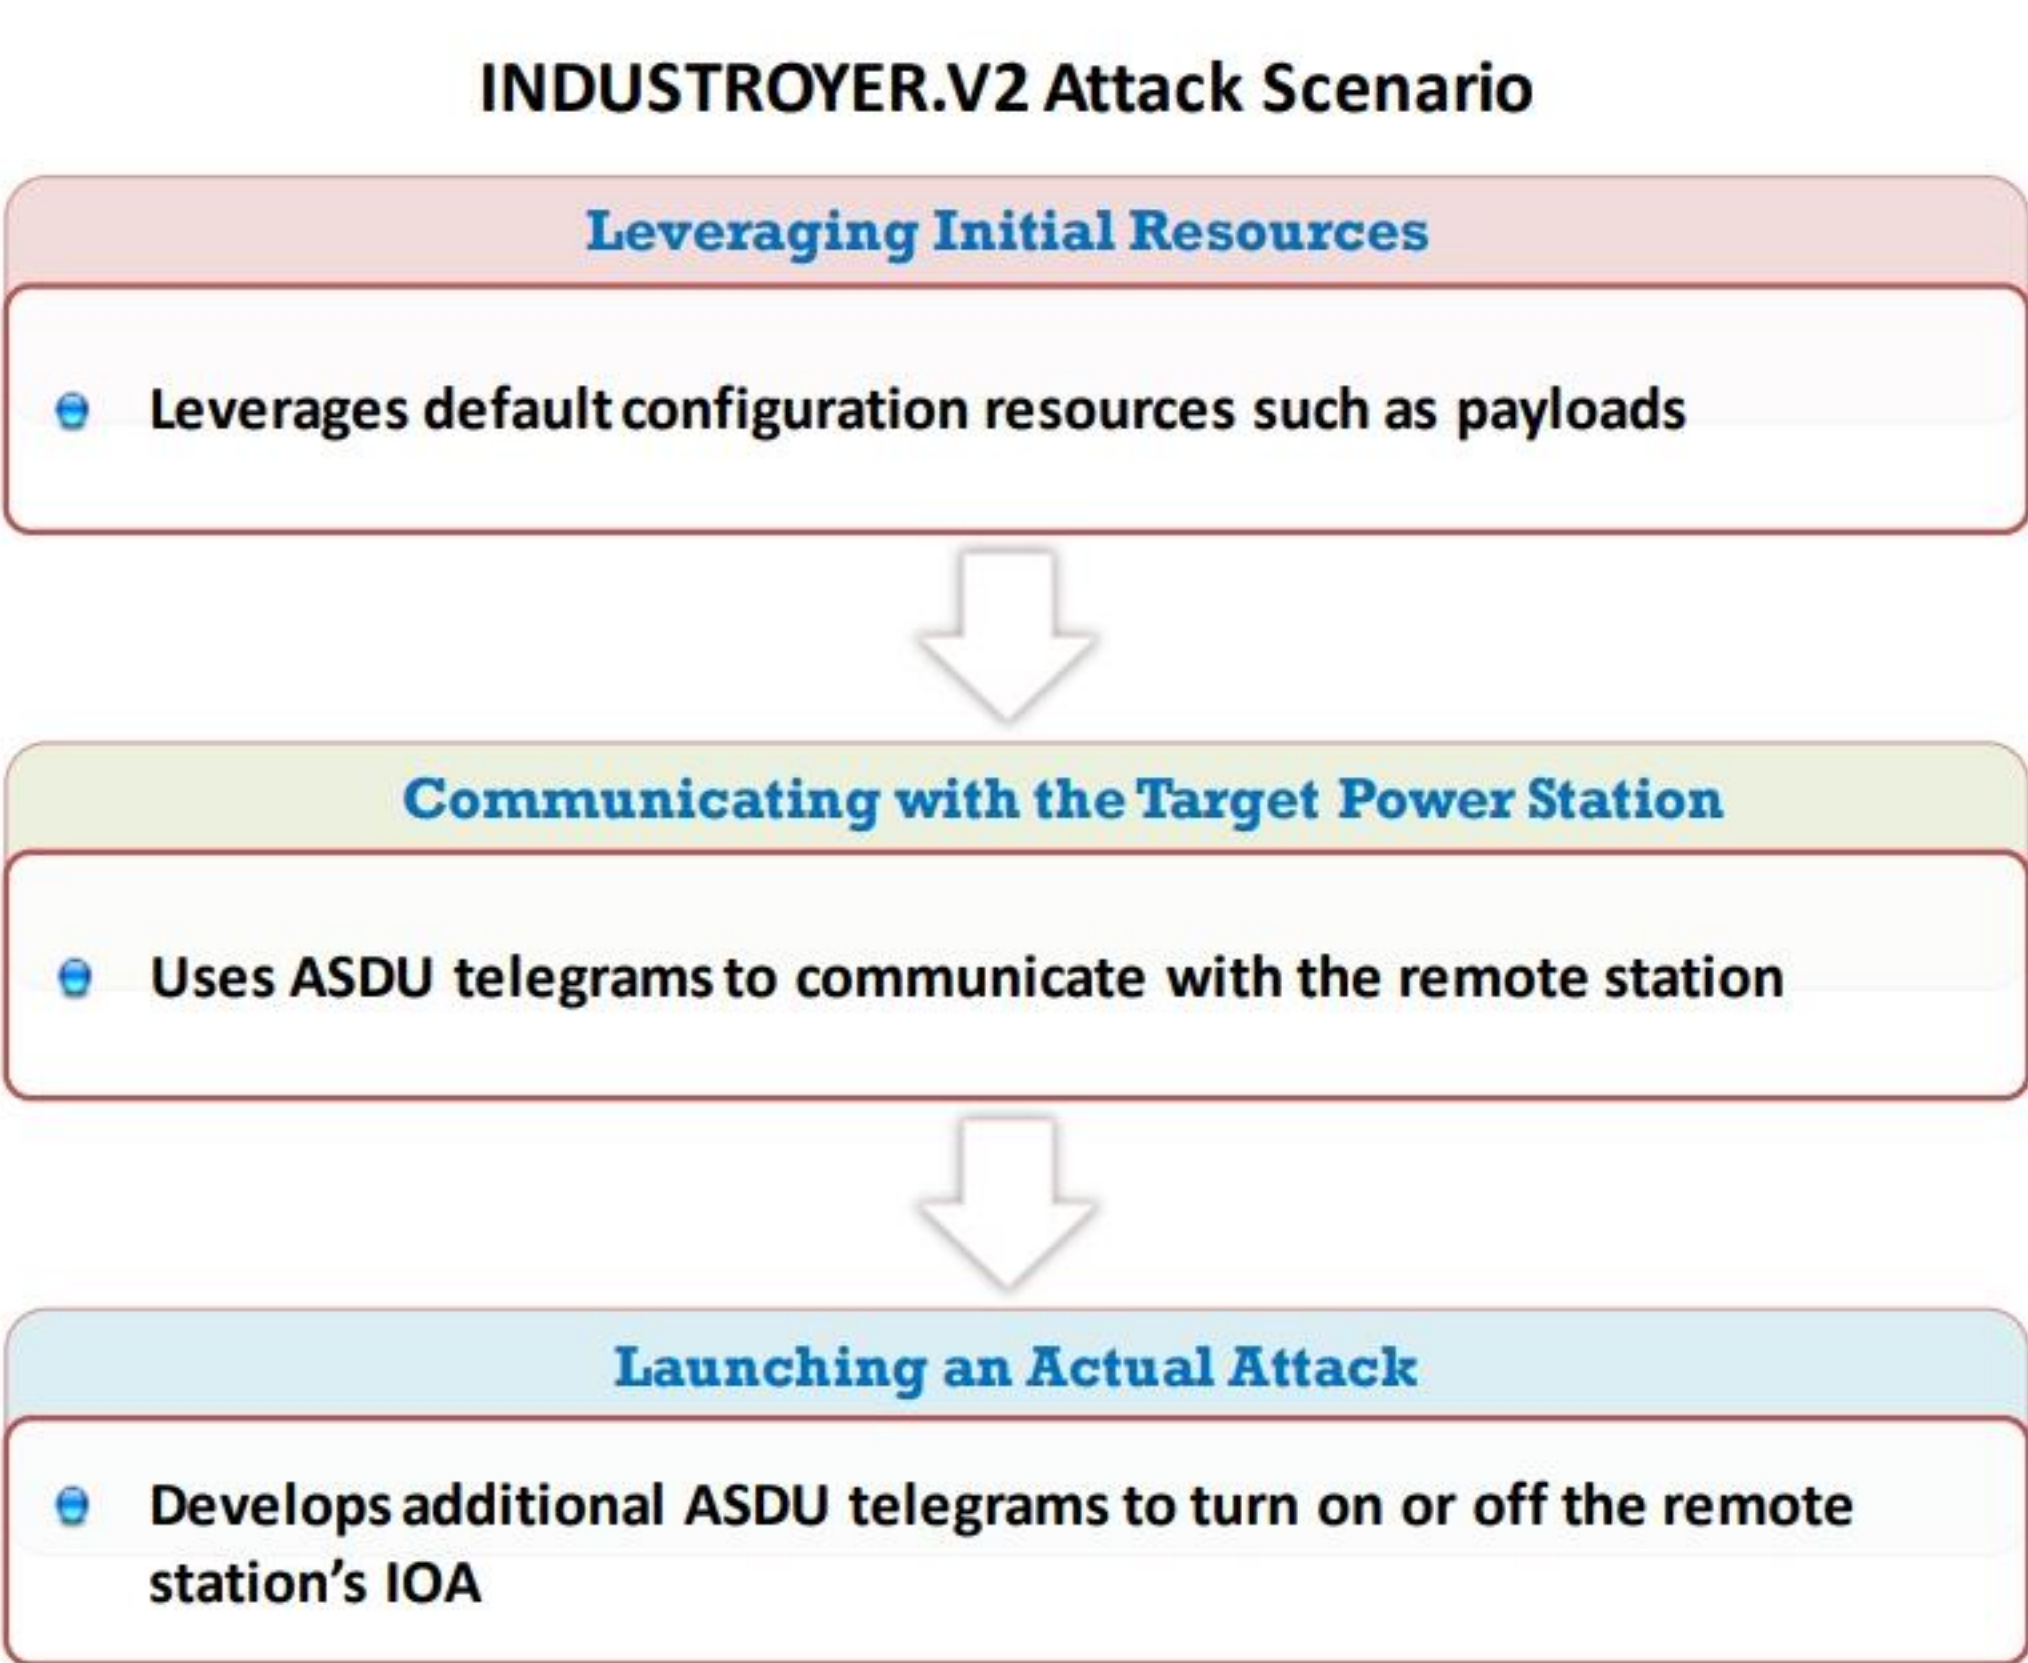 INDUSTROYER.V2 Attack Scenario
Leveraging Initial Resources
Leverages default configuration resources such as payloads
Communicating with the Target Power Station
Uses ASDU telegrams to communicate with the remote station
Launching an Actual Attack
Develops additional ASDU telegrams to turn on or off the remote
station’s IOA